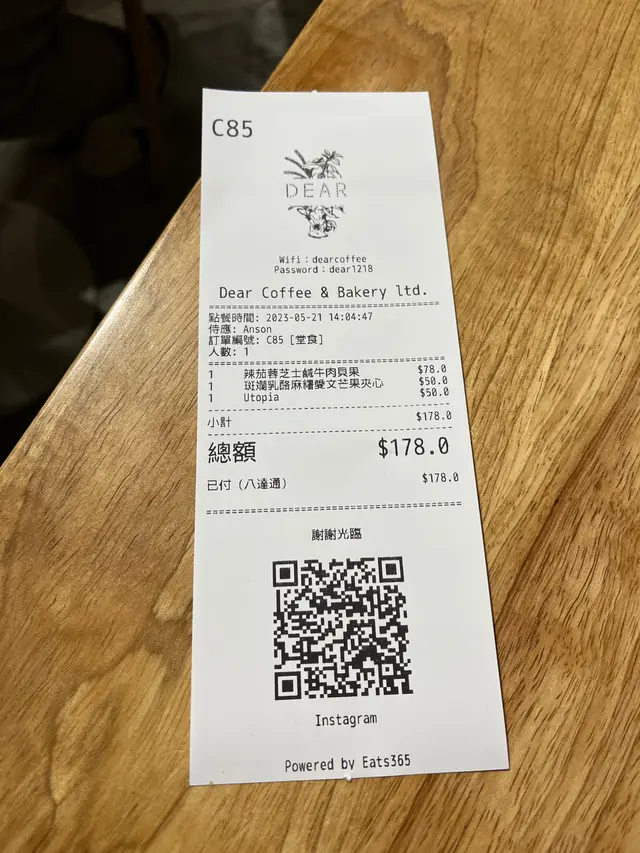 C85
DEAR
Wifi：dearcoffee
Password：dear1218
Dear Coffee & Bakery ltd.
點餐時間: 2023-05-21 14:04:47
侍應: Anson
訂單編號: C85 [堂食]
人數: 1
1 辣茄蓉芝士鹹牛肉貝果 $78.0
1 斑斕乳酪麻糬愛文芒果夾心 $50.0
1 Utopia $50.0
小計 $178.0
總額 $178.0
已付 (八達通) $178.0
謝謝光臨
Instagram
Powered by Eats365